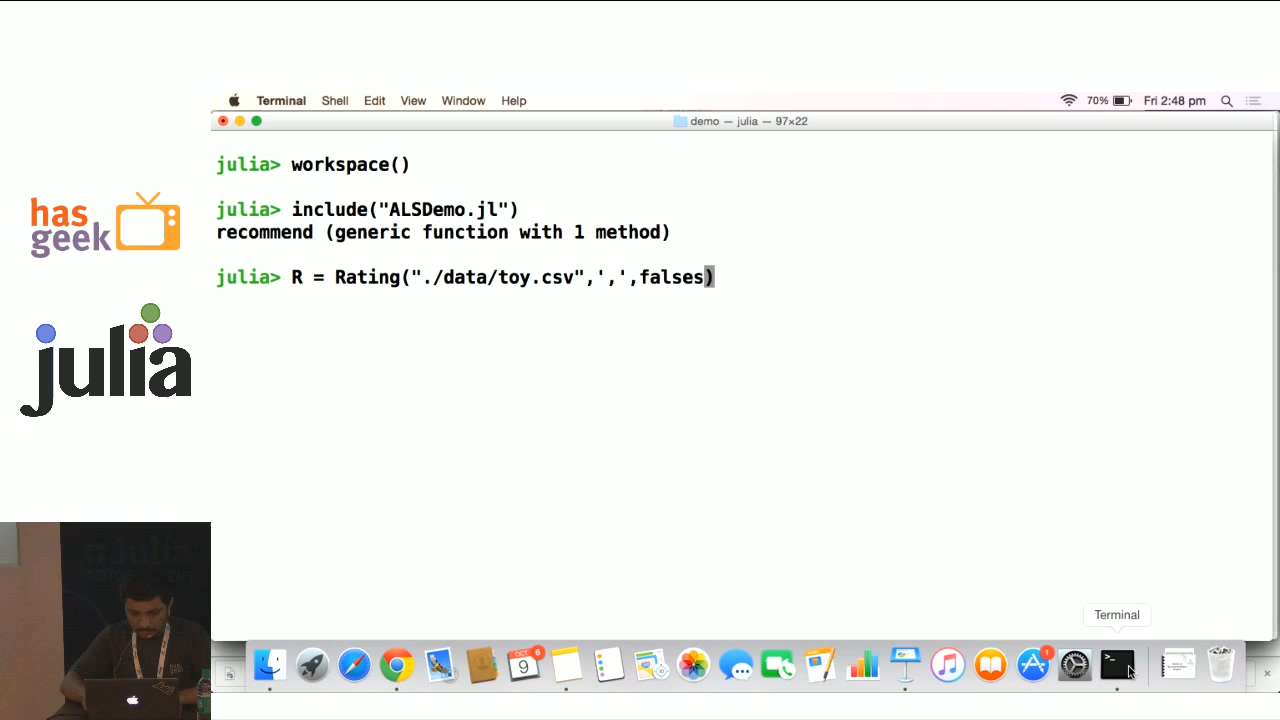 Terminal Shell Edit View Window Help
70% Fri 2:48 pm
demo — julia — 97×22
julia> workspace()
julia> include("ALSDemo.jl")
recommend (generic function with 1 method)
julia> R = Rating("./data/toy.csv",',',falses)
has
geek
julia
Terminal
OCT
9
6
1
>_